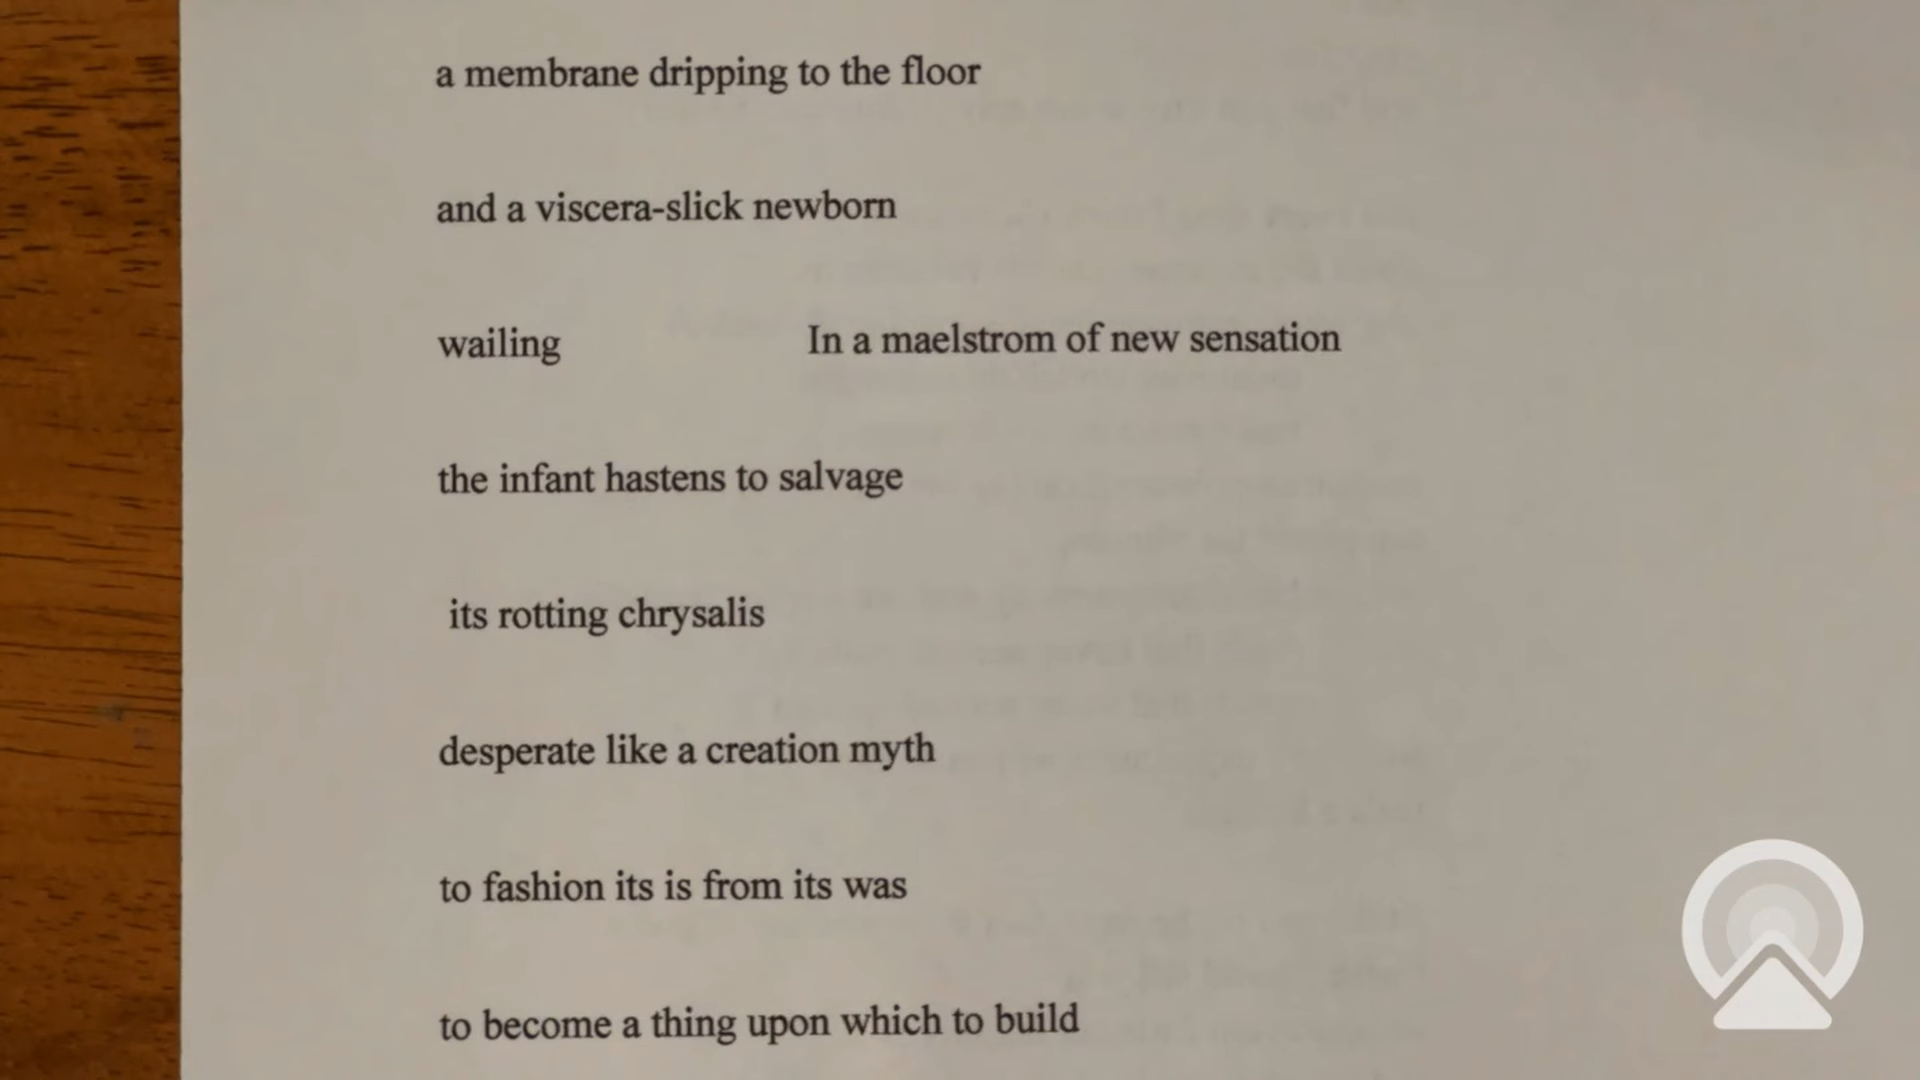 a membrane dripping to the floor
and a viscera-slick newborn
wailing In a maelstrom of new sensation
the infant hastens to salvage
its rotting chrysalis
desperate like a creation myth
to fashion its is from its was
to become a thing upon which to build